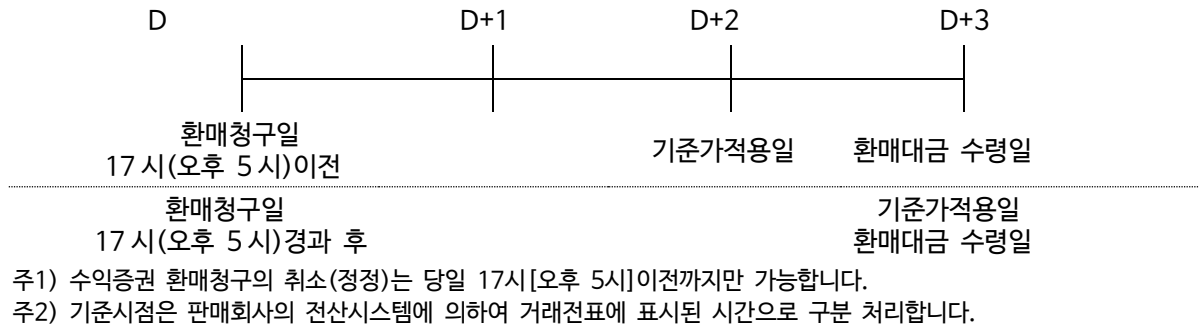 D D+1 D+2 D+3
환매청구일
17시(오후 5시)이전
기준가적용일 환매대금 수령일
환매청구일
17시(오후 5시)경과 후
기준가적용일
환매대금 수령일
주1) 수익증권 환매청구의 취소(정정)는 당일 17시[오후 5시]이전까지만 가능합니다.
주2) 기준시점은 판매회사의 전산시스템에 의하여 거래전표에 표시된 시간으로 구분 처리합니다.